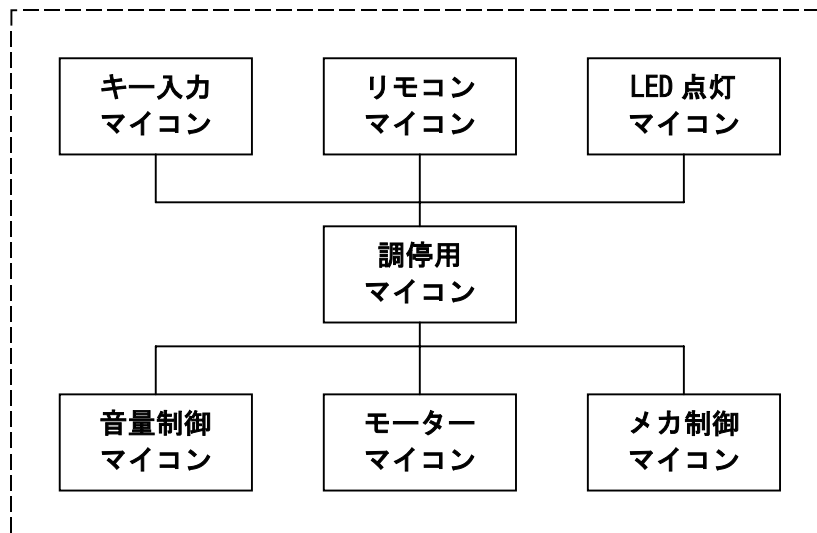 キー入力
マイコン
リモコン
マイコン
LED 点灯
マイコン
調停用
マイコン
音量制御
マイコン
モーター
マイコン
メカ制御
マイコン